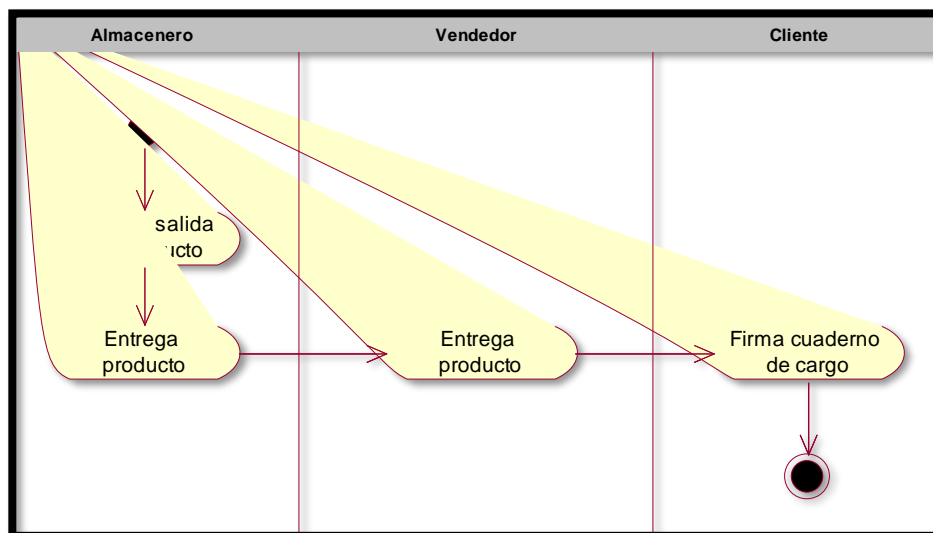 Almacenero Vendedor Cliente
salida
Entrega
producto
Entrega
producto
Firma cuaderno
de cargo